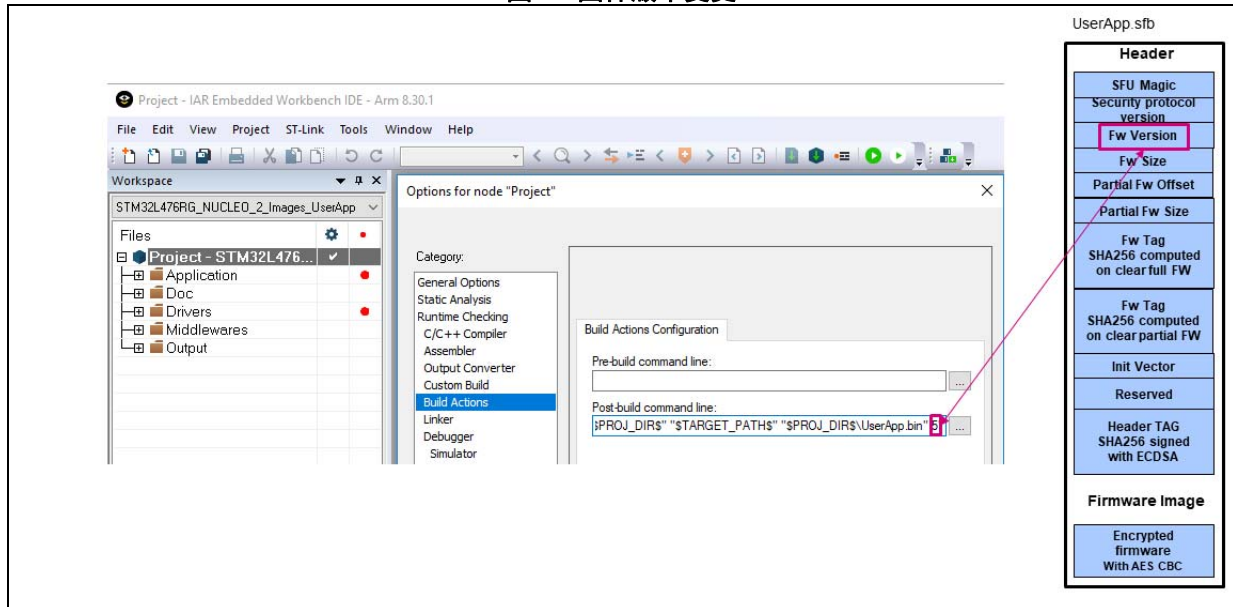 UserApp.sfb
Header
SFU Magic
Security protocol
version
Fw Version
Fw Size
Partial Fw Offset
Partial Fw Size
Fw Tag
SHA256 computed
on clear full FW
Fw Tag
SHA256 computed
on clear partial FW
Init Vector
Reserved
Header TAG
SHA256 signed
with ECDSA
Firmware Image
Encrypted
firmware
With AES CBC
Project - IAR Embedded Workbench IDE - Arm 8.30.1
File Edit View Project ST-Link Tools Window Help
Workspace
STM32L476RG_NUCLEO_2_Images_UserApp
Files
Project - STM32L476...
Application
Doc
Drivers
Middlewares
Output
Options for node "Project"
Category:
General Options
Static Analysis
Runtime Checking
C/C++ Compiler
Assembler
Output Converter
Custom Build
Build Actions
Linker
Debugger
Simulator
Build Actions Configuration
Pre-build command line:
...
Post-build command line:
$PROJ_DIR$" "$TARGET_PATH$" "$PROJ_DIR$\UserApp.bin" 5
...